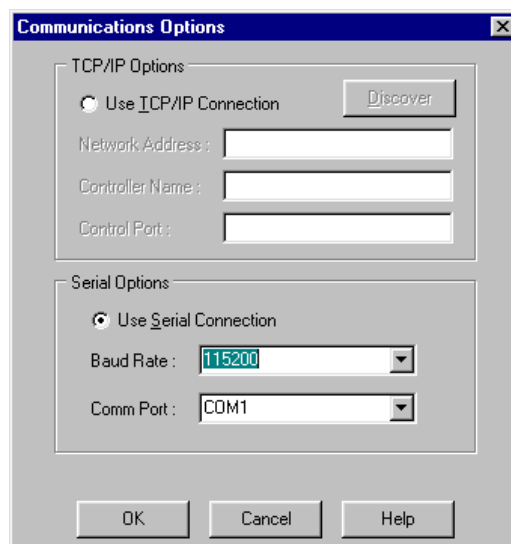 Communications Options
TCP/IP Options
Use TCP/IP Connection
Discover
Network Address :
Controller Name :
Control Port :
Serial Options
Use Serial Connection
Baud Rate : 115200
Comm Port : COM1
OK Cancel Help